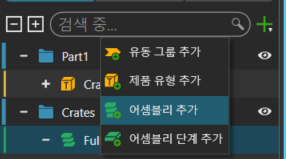 검색 중...
Part1
Cra
Crates
Ful
유동 그룹 추가
제품 유형 추가
어셈블리 추가
어셈블리 단계 추가